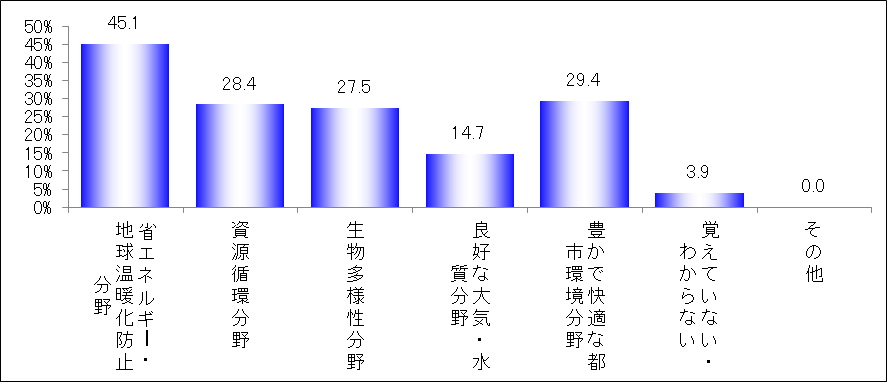 50%
45%
40%
35%
30%
25%
20%
15%
10%
5%
0%
45.1
28.4
27.5
14.7
29.4
3.9
0.0
省エネルギー・
地球温暖化防止
分野
資源循環分野
生物多様性分野
良好な大気・水
質分野
豊かで快適な都
市環境分野
覚えていない・
わからない
その他